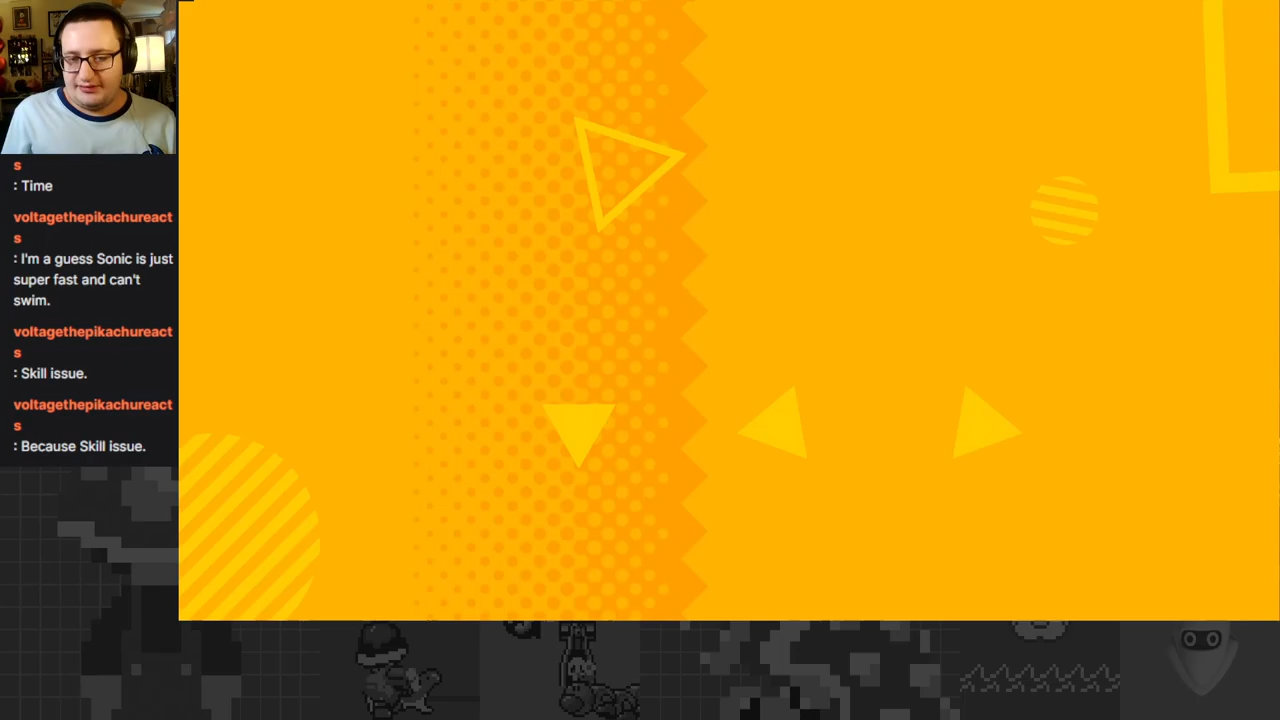 s
: Time
voltagethepikachureact
s
: I'm a guess Sonic is just
super fast and can't
swim.
voltagethepikachureact
s
: Skill issue.
voltagethepikachureact
s
: Because Skill issue.